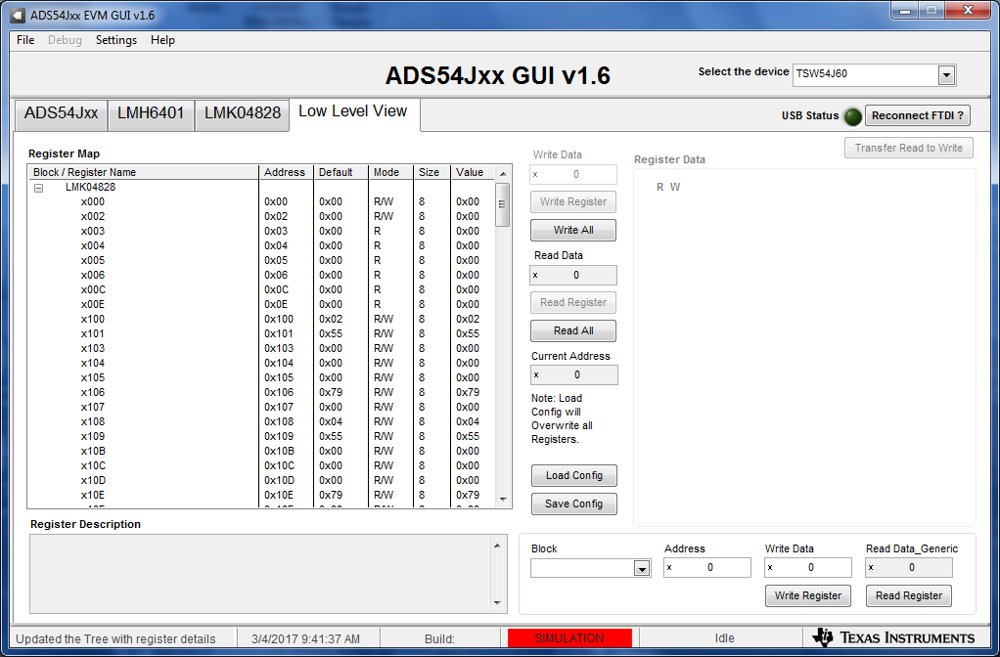 ADS54Jxx EVM GUI v1.6
File Debug Settings Help
ADS54Jxx GUI v1.6
Select the device TSW54J60
ADS54Jxx LMH6401 LMK04828 Low Level View
USB Status Reconnect FTDI ?
Transfer Read to Write
Register Map
Block / Register Name Address Default Mode Size Value
LMK04828
x000 0x00 0x00 R/W 8 0x00
x002 0x02 0x00 R/W 8 0x00
x003 0x03 0x00 R 8 0x00
x004 0x04 0x00 R 8 0x00
x005 0x05 0x00 R 8 0x00
x006 0x06 0x00 R 8 0x00
x00C 0x0C 0x00 R 8 0x00
x00E 0x0E 0x00 R 8 0x00
x100 0x100 0x02 R/W 8 0x02
x101 0x101 0x55 R/W 8 0x55
x103 0x103 0x00 R/W 8 0x00
x104 0x104 0x00 R/W 8 0x00
x105 0x105 0x00 R/W 8 0x00
x106 0x106 0x79 R/W 8 0x79
x107 0x107 0x00 R/W 8 0x00
x108 0x108 0x04 R/W 8 0x04
x109 0x109 0x55 R/W 8 0x55
x10B 0x10B 0x00 R/W 8 0x00
x10C 0x10C 0x00 R/W 8 0x00
x10D 0x10D 0x00 R/W 8 0x00
x10E 0x10E 0x79 R/W 8 0x79
Write Data
x 0
Write Register
Write All
Read Data
x 0
Read Register
Read All
Current Address
x 0
Note: Load
Config will
Overwrite all
Registers.
Load Config
Save Config
Register Data
R W
Register Description
Block Address Write Data Read Data_Generic
x 0 x 0 x 0
Write Register Read Register
Updated the Tree with register details 3/4/2017 9:41:37 AM Build: SIMULATION Idle TEXAS INSTRUMENTS